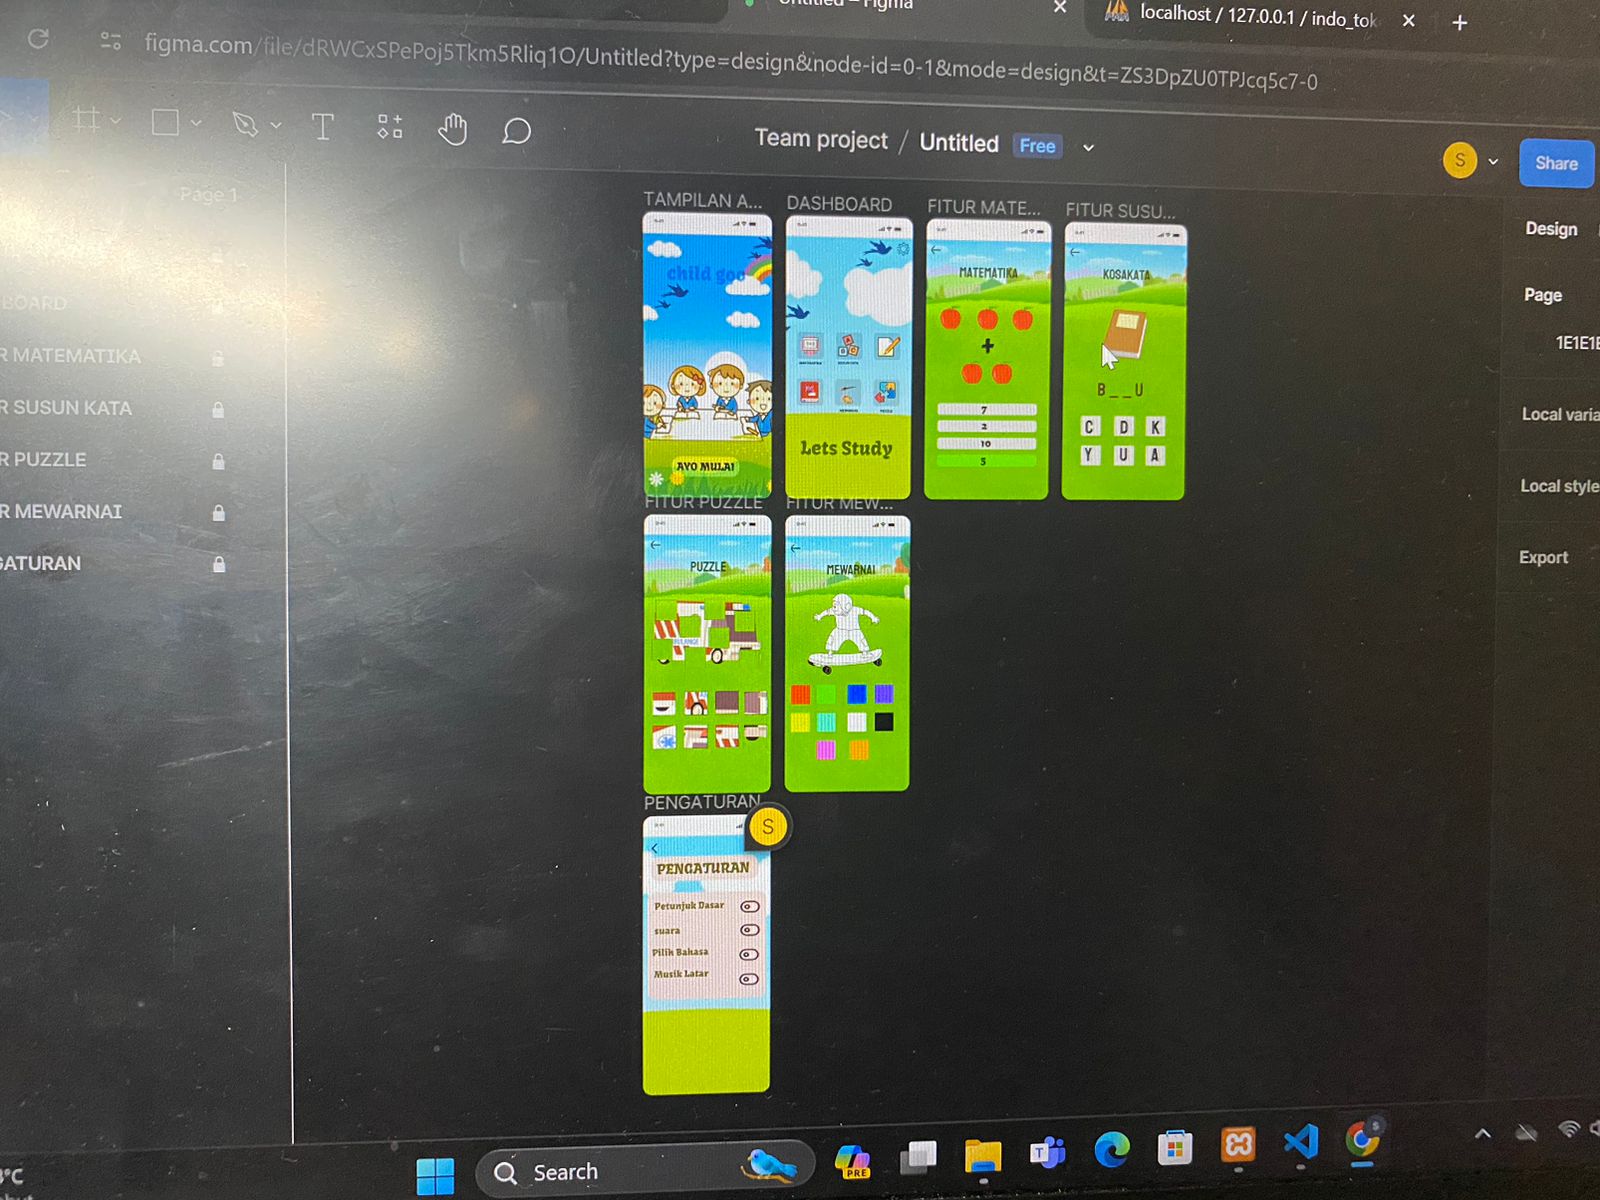 Untitled – Figma
localhost / 127.0.0.1 / indo_tok
figma.com/file/dRWCxSPePoj5Tkm5Rliq1O/Untitled?type=design&node-id=0-1&mode=design&t=ZS3DpZU0TPJcq5c7-0
Team project / Untitled Free
S
Share
Page 1
BOARD
R MATEMATIKA
R SUSUN KATA
R PUZZLE
R MEWARNAI
GATURAN
TAMPILAN A...
child goo
AYO MULAI
DASHBOARD
Lets Study
FITUR MATE...
MATEMATIKA
+
7
2
10
5
FITUR SUSU...
KOSAKATA
B__U
C D K
Y U A
FITUR PUZZLE
PUZZLE
FITUR MEW...
MEWARNAI
PENGATURAN
S
PENGATURAN
Petunjuk Dasar
suara
Pilih Bahasa
Musik Latar
Design
Page
1E1E1E
Local varia
Local style
Export
°C
Search
PRE